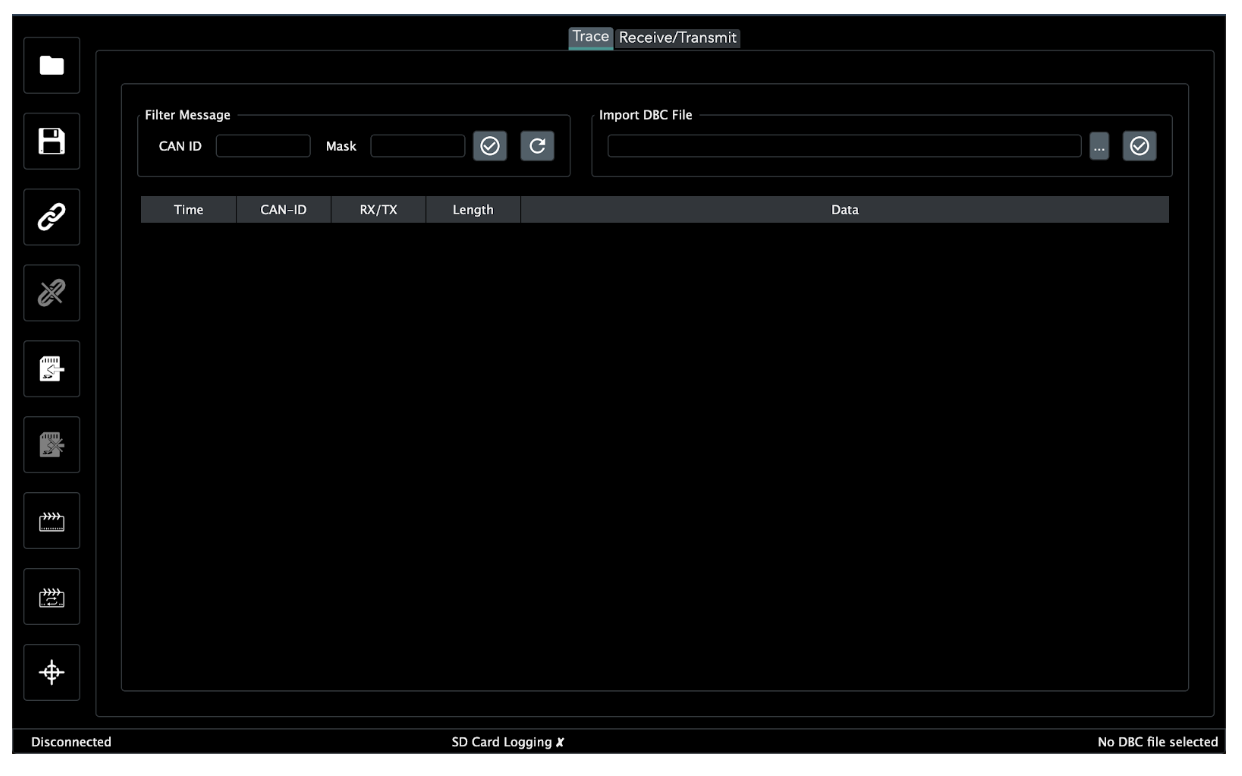 Trace Receive/Transmit
Filter Message
Import DBC File
CAN ID Mask ...
Time CAN-ID RX/TX Length Data
Disconnected SD Card Logging ✘ No DBC file selected